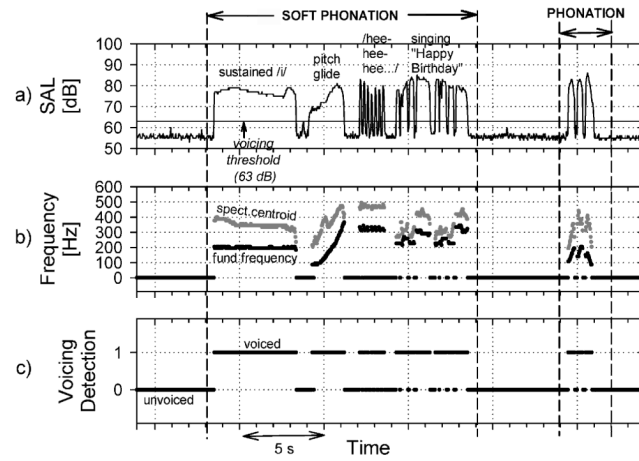 SOFT PHONATION
PHONATION
a)
SAL
[dB]
100
90
80
70
60
50
sustained /i/
pitch
glide
/hee-
hee-
hee.../
singing
"Happy
Birthday"
voicing
threshold
(63 dB)
b)
Frequency
[Hz]
600
500
400
300
200
100
0
spect.centroid
fund frequency
c)
Voicing
Detection
1
0
voiced
unvoiced
5 s
Time